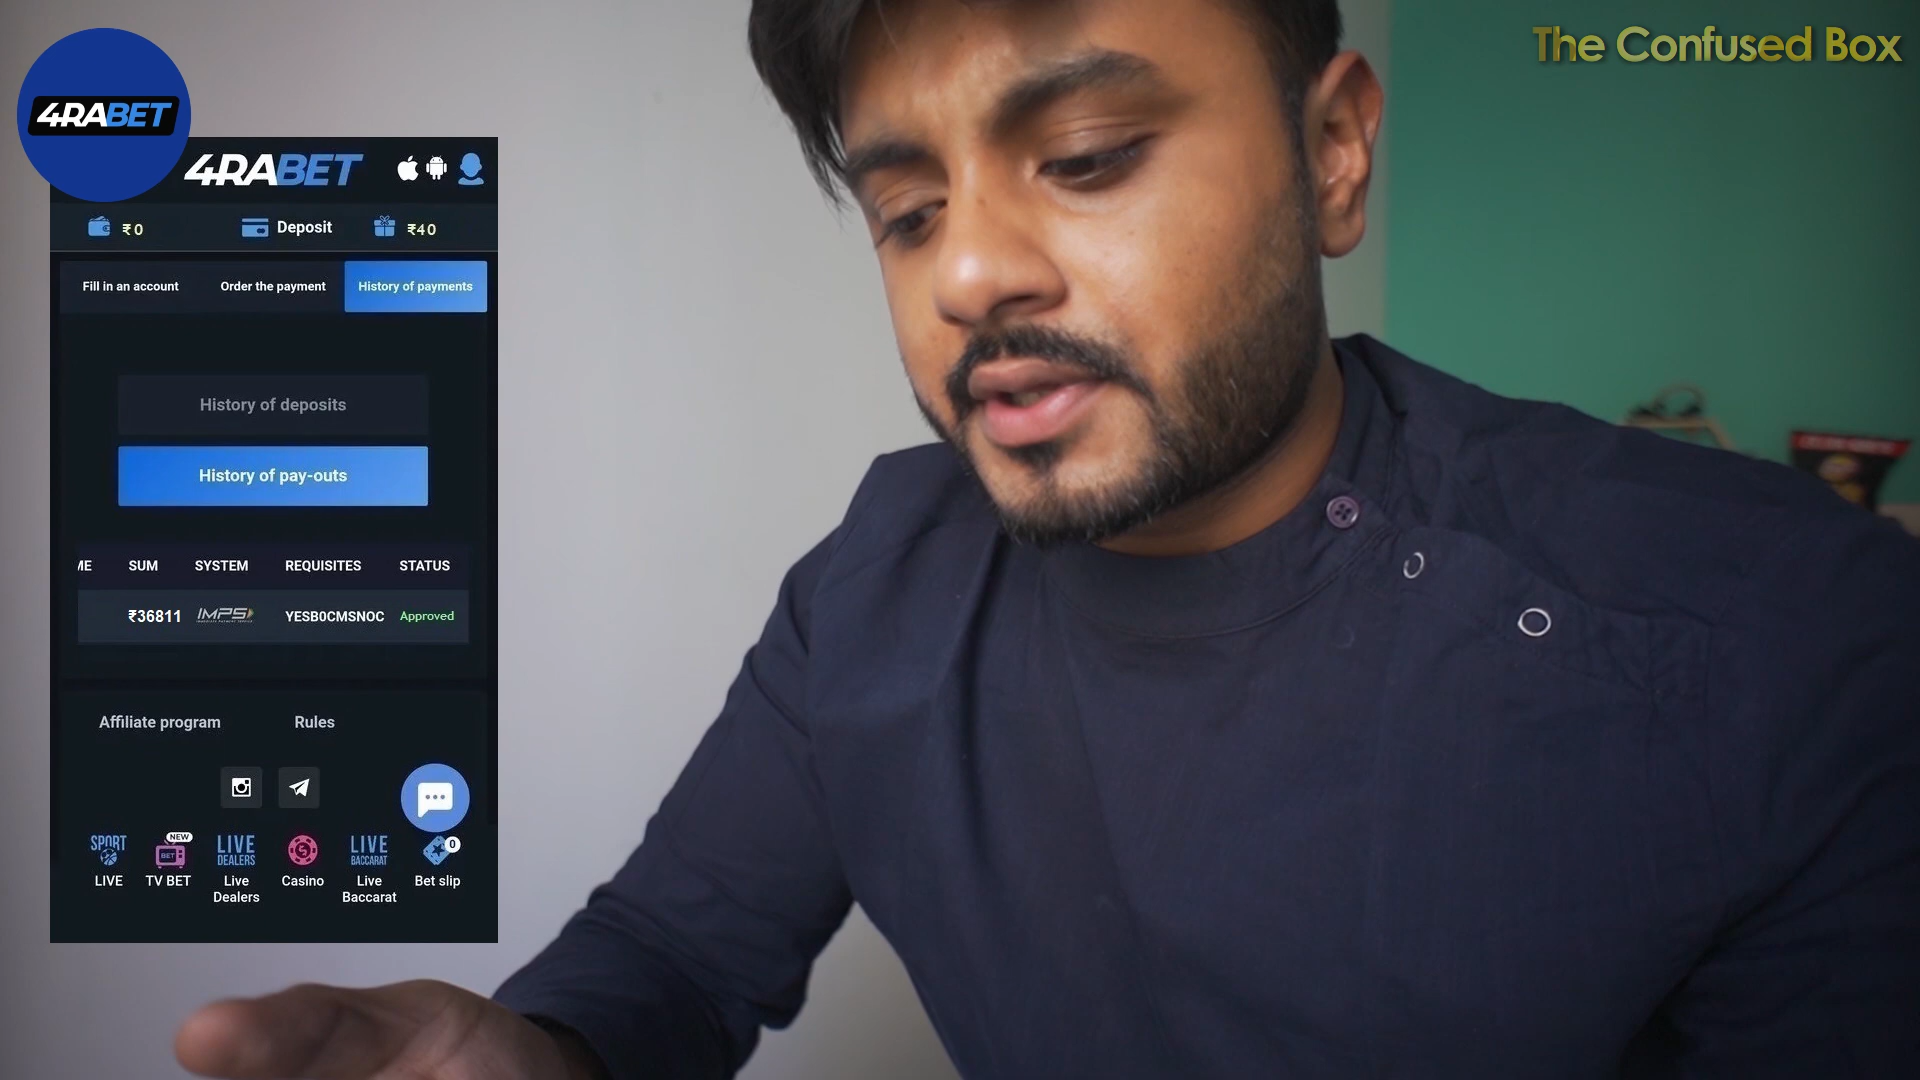 The Confused Box
4RABET
4RABET
₹0
Deposit
₹40
Fill in an account
Order the payment
History of payments
History of deposits
History of pay-outs
ME SUM SYSTEM REQUISITES STATUS
₹36811 IMPS YESB0CMSNOC Approved
Affiliate program
Rules
SPORT
LIVE
NEW
BET
TV BET
LIVE
DEALERS
Live
Dealers
Casino
LIVE
BACCARAT
Live
Baccarat
0
Bet slip